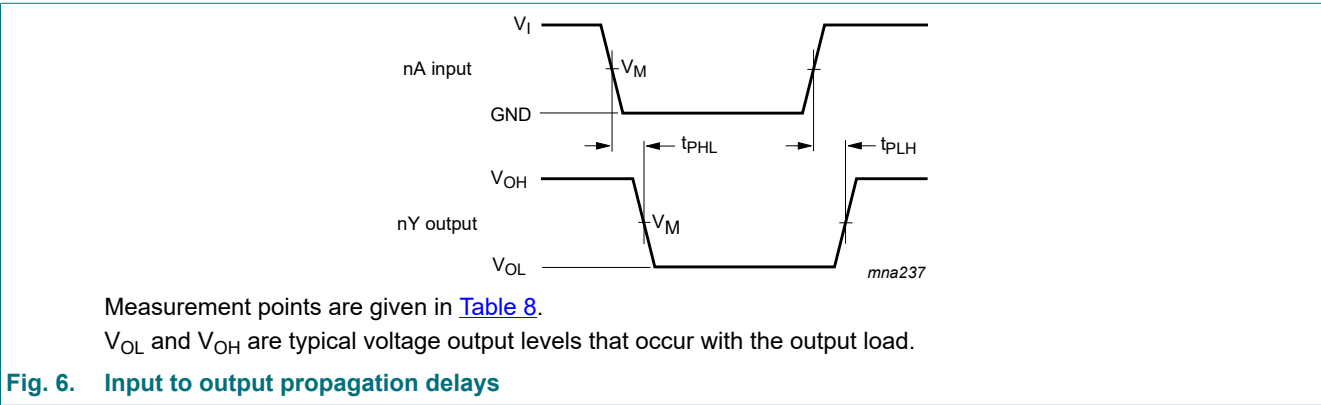 V_I
nA input
V_M
GND
t_PHL
t_PLH
V_OH
nY output
V_M
V_OL
mna237
Measurement points are given in Table 8.
V_OL and V_OH are typical voltage output levels that occur with the output load.
Fig. 6. Input to output propagation delays